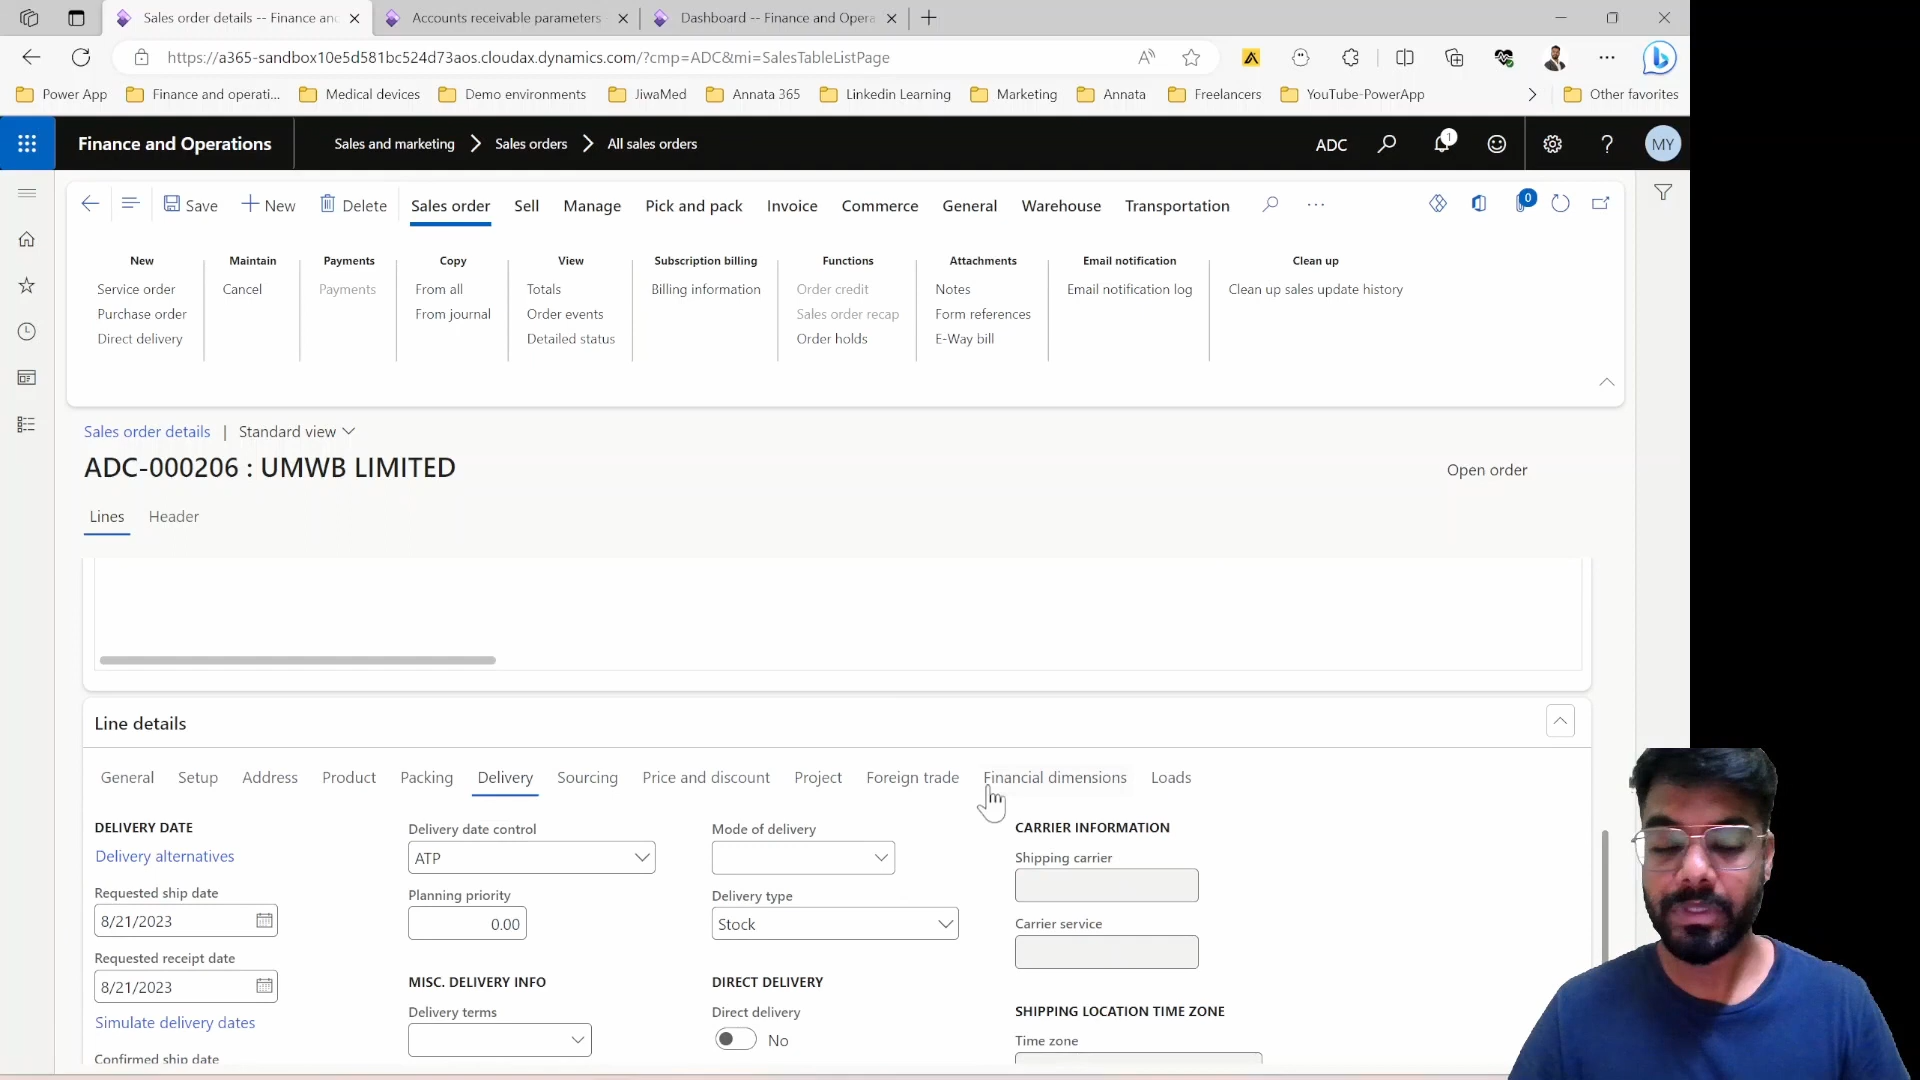 Sales order details -- Finance and
Accounts receivable parameters
Dashboard -- Finance and Opera
https://a365-sandbox10e5d581bc524d73aos.cloudax.dynamics.com/?cmp=ADC&mi=SalesTableListPage
Power App
Finance and operati...
Medical devices
Demo environments
JiwaMed
Annata 365
Linkedin Learning
Marketing
Annata
Freelancers
YouTube-PowerApp
Other favorites
Finance and Operations
Sales and marketing
Sales orders
All sales orders
ADC
1
MY
Save
New
Delete
Sales order
Sell
Manage
Pick and pack
Invoice
Commerce
General
Warehouse
Transportation
0
New
Service order
Purchase order
Direct delivery
Maintain
Cancel
Payments
Payments
Copy
From all
From journal
View
Totals
Order events
Detailed status
Subscription billing
Billing information
Functions
Order credit
Sales order recap
Order holds
Attachments
Notes
Form references
E-Way bill
Email notification
Email notification log
Clean up
Clean up sales update history
Sales order details | Standard view
ADC-000206 : UMWB LIMITED
Open order
Lines
Header
Line details
General
Setup
Address
Product
Packing
Delivery
Sourcing
Price and discount
Project
Foreign trade
Financial dimensions
Loads
DELIVERY DATE
Delivery alternatives
Requested ship date
8/21/2023
Requested receipt date
8/21/2023
Simulate delivery dates
Confirmed ship date
Delivery date control
ATP
Planning priority
0.00
MISC. DELIVERY INFO
Delivery terms
Mode of delivery
Delivery type
Stock
DIRECT DELIVERY
Direct delivery
No
CARRIER INFORMATION
Shipping carrier
Carrier service
SHIPPING LOCATION TIME ZONE
Time zone